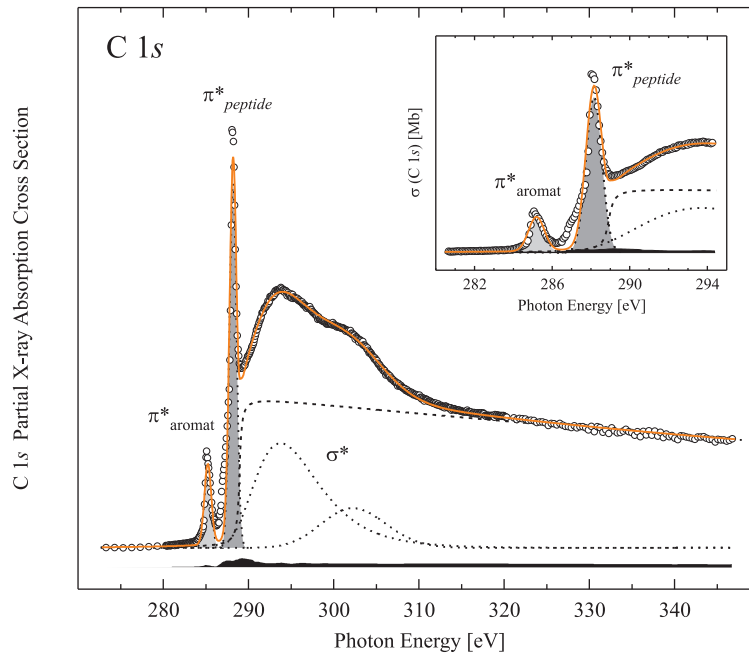 C 1s
π*peptide
π*aromat
σ*
C 1s Partial X-ray Absorption Cross Section
280 290 300 310 320 330 340
Photon Energy [eV]
σ (C 1s) [Mb]
π*peptide
π*aromat
282 286 290 294
Photon Energy [eV]